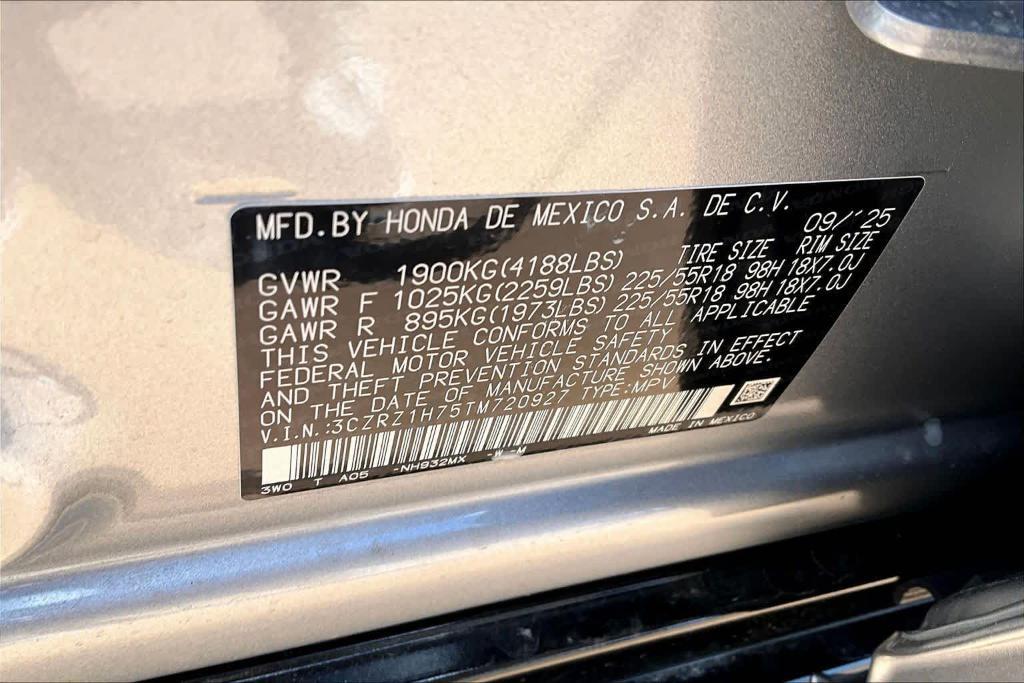 MFD.BY HONDA DE MEXICO S.A. DE C.V. 09/'25
GVWR 1900KG(4188LBS) TIRE SIZE RIM SIZE
GAWR F 1025KG(2259LBS) 225/55R18 98H 18X7.0J
GAWR R 895KG(1973LBS) 225/55R18 98H 18X7.0J
THIS VEHICLE CONFORMS TO ALL APPLICABLE
FEDERAL MOTOR VEHICLE SAFETY
AND THEFT PREVENTION STANDARDS IN EFFECT
ON THE DATE OF MANUFACTURE SHOWN ABOVE.
V.I.N.:3CZRZ1H75TM720927 TYPE:MPV
3W0 T A05 -NH932MX -W-M MADE IN MEXICO